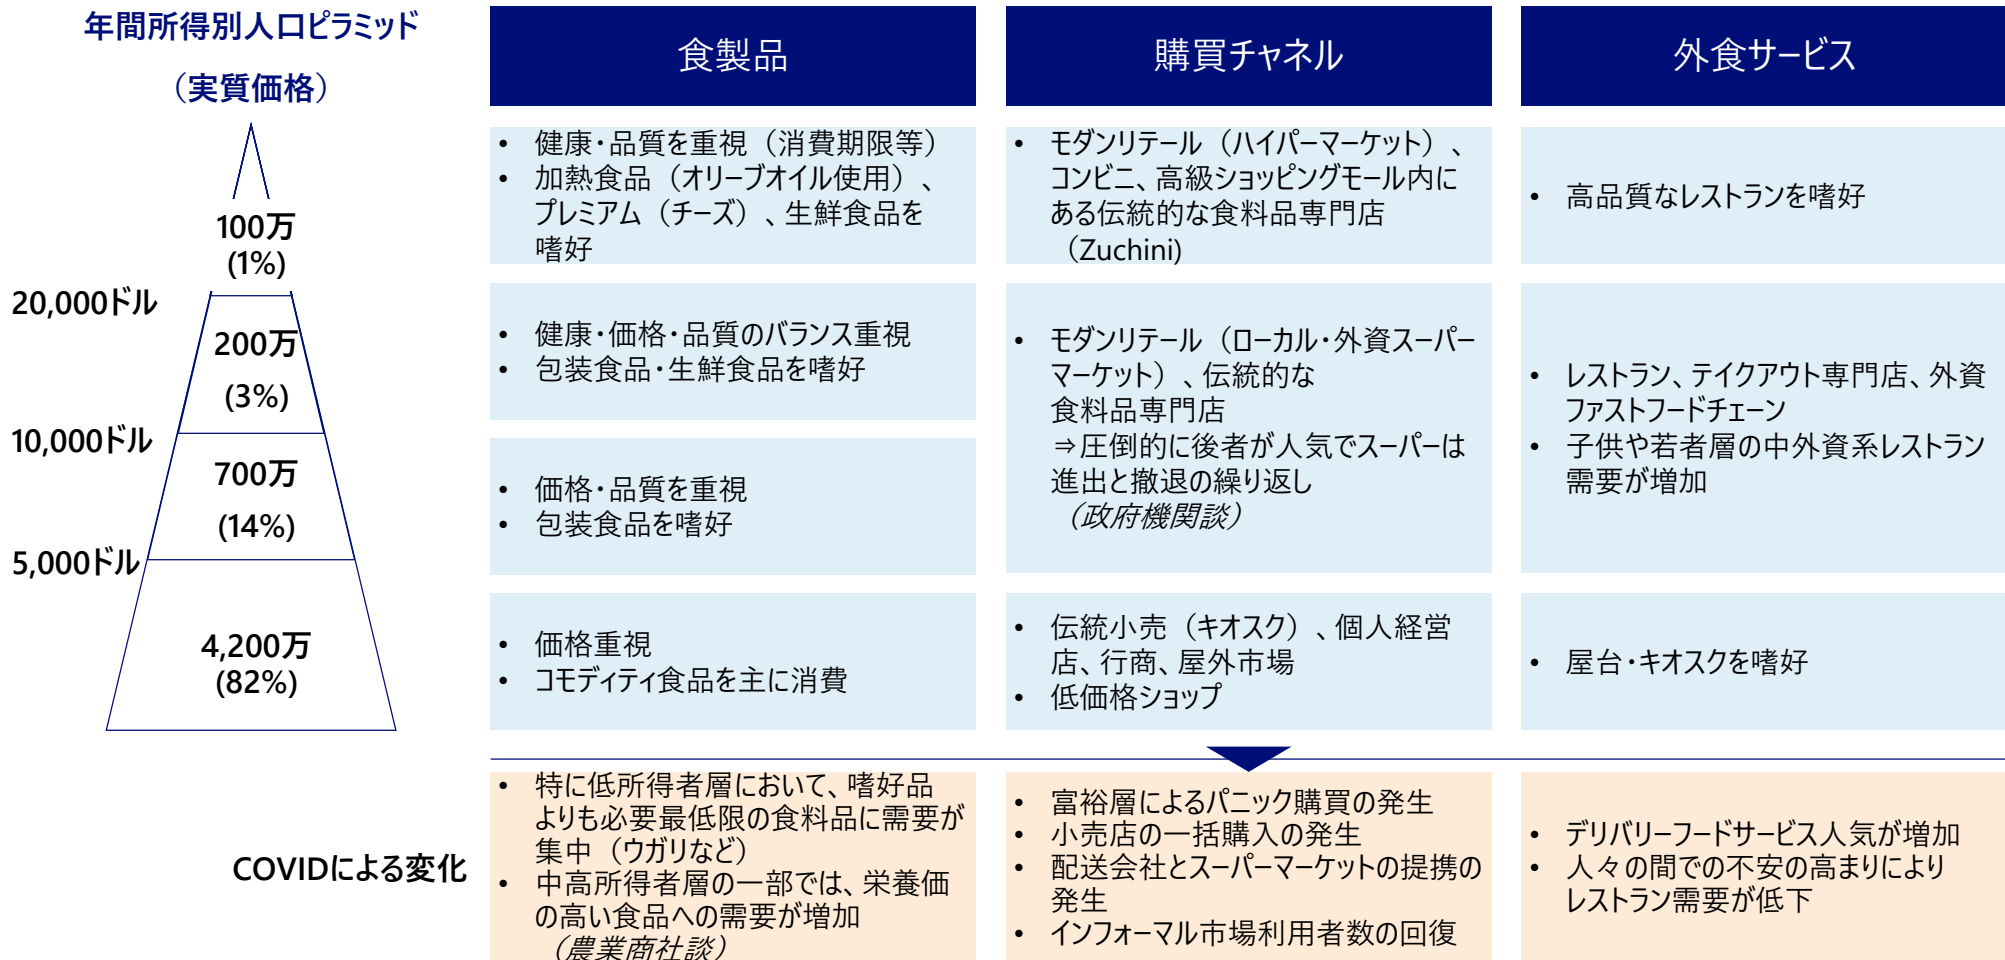 年間所得別人口ピラミッド
（実質価格）
100万
(1%)
20,000ドル
200万
(3%)
10,000ドル
700万
(14%)
5,000ドル
4,200万
(82%)
食製品
購買チャネル
外食サービス
• 健康・品質を重視（消費期限等）
• 加熱食品（オリーブオイル使用）、
プレミアム（チーズ）、生鮮食品を
嗜好
• モダンリテール（ハイパーマーケット）、
コンビニ、高級ショッピングモール内に
ある伝統的な食料品専門店
（Zuchini)
• 高品質なレストランを嗜好
• 健康・価格・品質のバランス重視
• 包装食品・生鮮食品を嗜好
• 価格・品質を重視
• 包装食品を嗜好
• モダンリテール（ローカル・外資スーパー
マーケット）、伝統的な
食料品専門店
⇒圧倒的に後者が人気でスーパーは
進出と撤退の繰り返し
（政府機関談）
• レストラン、テイクアウト専門店、外資
ファストフードチェーン
• 子供や若者層の中外資系レストラン
需要が増加
• 価格重視
• コモディティ食品を主に消費
• 伝統小売（キオスク）、個人経営
店、行商、屋外市場
• 低価格ショップ
• 屋台・キオスクを嗜好
COVIDによる変化
• 特に低所得者層において、嗜好品
よりも必要最低限の食料品に需要が
集中（ウガリなど）
• 中高所得者層の一部では、栄養価
の高い食品への需要が増加
（農業商社談）
• 富裕層によるパニック購買の発生
• 小売店の一括購入の発生
• 配送会社とスーパーマーケットの提携の
発生
• インフォーマル市場利用者数の回復
• デリバリーフードサービス人気が増加
• 人々の間での不安の高まりにより
レストラン需要が低下